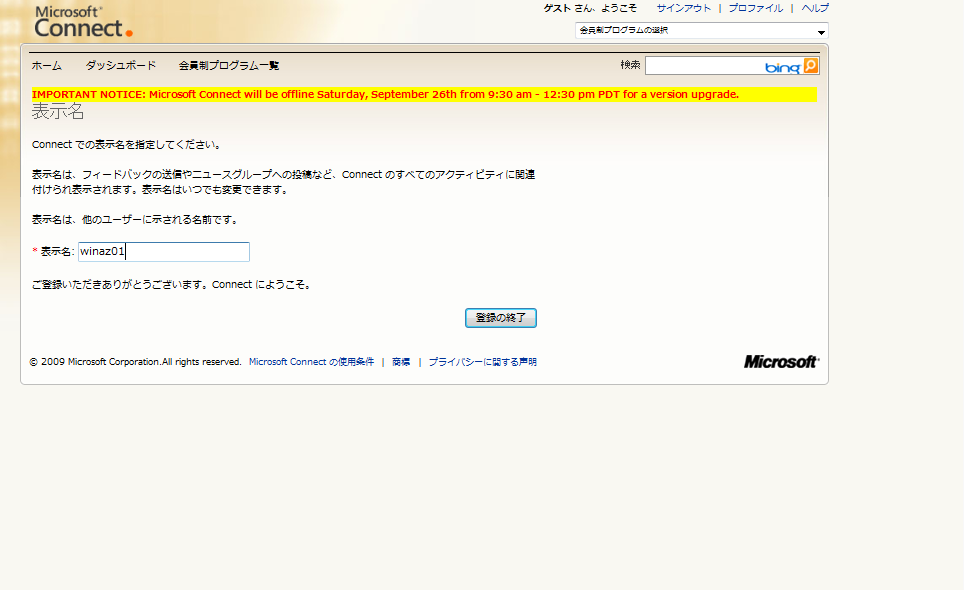 Microsoft®
Connect
ゲスト さん、ようこそ サインアウト | プロファイル | ヘルプ
会員制プログラムの選択
ホーム ダッシュボード 会員制プログラム一覧 検索 bing
IMPORTANT NOTICE: Microsoft Connect will be offline Saturday, September 26th from 9:30 am - 12:30 pm PDT for a version upgrade.
表示名
Connect での表示名を指定してください。
表示名は、フィードバックの送信やニュースグループへの投稿など、Connect のすべてのアクティビティに関連
付けられ表示されます。表示名はいつでも変更できます。
表示名は、他のユーザーに示される名前です。
* 表示名: winaz01
ご登録いただきありがとうございます。Connect にようこそ。
登録の終了
© 2009 Microsoft Corporation.All rights reserved. Microsoft Connect の使用条件 | 商標 | プライバシーに関する声明 Microsoft